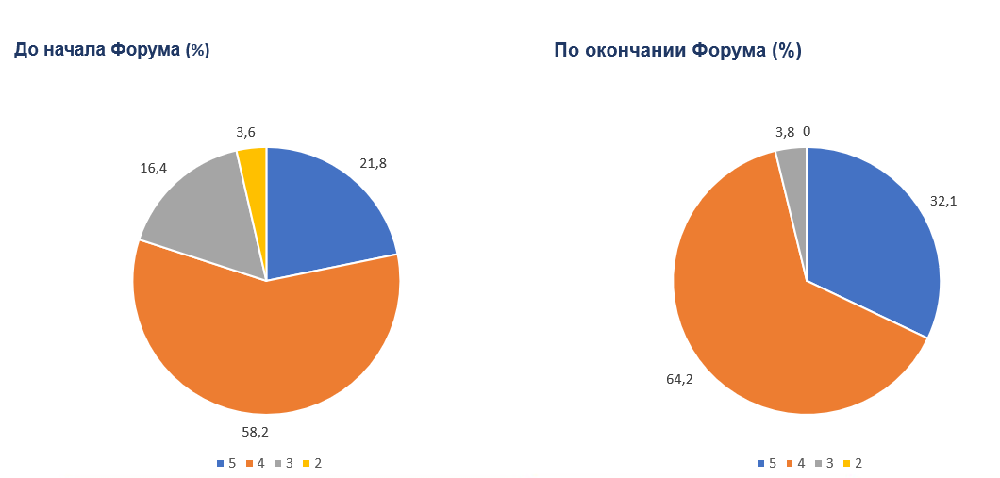 До начала Форума (%)
По окончании Форума (%)
3,6
21,8
16,4
58,2
5 4 3 2
3,8 0
32,1
64,2
5 4 3 2